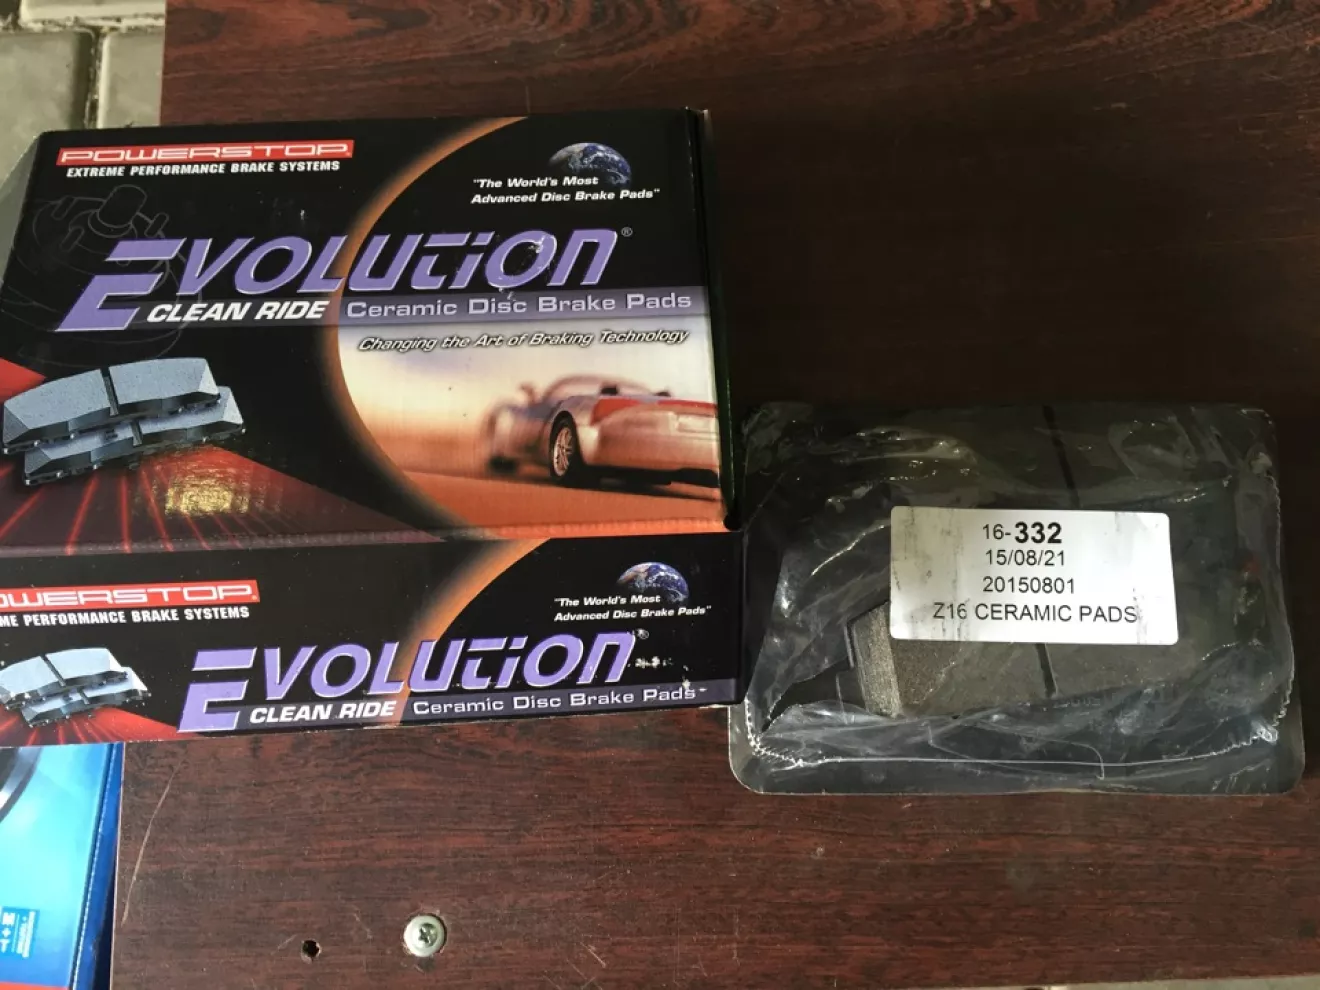 POWERSTOP
EXTREME PERFORMANCE BRAKE SYSTEMS
"The World's Most
Advanced Disc Brake Pads"
EVOLUTION®
CLEAN RIDE Ceramic Disc Brake Pads
Changing the Art of Braking Technology
16-332
15/08/21
20150801
Z16 CERAMIC PADS
OWERSTOP
ME PERFORMANCE BRAKE SYSTEMS
"The World's Most
Advanced Disc Brake Pads"
EVOLUTION®
CLEAN RIDE Ceramic Disc Brake Pads